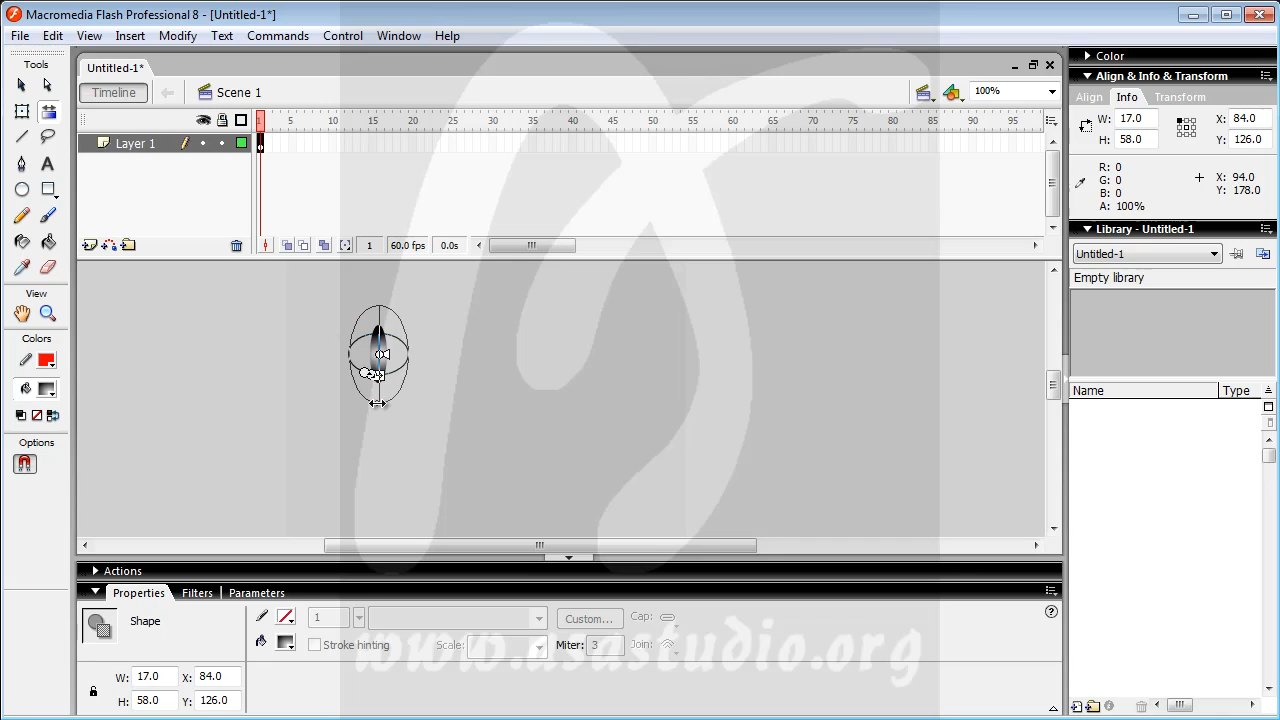 Macromedia Flash Professional 8 - [Untitled-1*]
File Edit View Insert Modify Text Commands Control Window Help
Tools
View
Colors
Options
Untitled-1*
Timeline Scene 1 100%
1 5 10 15 20 25 30 35 40 45 50 55 60 65 70 75 80 85 90 95
Layer 1
1 60.0 fps 0.0s
Color
Align & Info & Transform
Align Info Transform
W: 17.0 X: 84.0
H: 58.0 Y: 126.0
R: 0
G: 0 X: 94.0
B: 0 Y: 178.0
A: 100%
Library - Untitled-1
Untitled-1
Empty library
Name Type
Actions
Properties Filters Parameters
Shape
1 Custom... Cap:
Stroke hinting Scale: Miter: 3 Join:
W: 17.0 X: 84.0
H: 58.0 Y: 126.0
www.asastudio.org